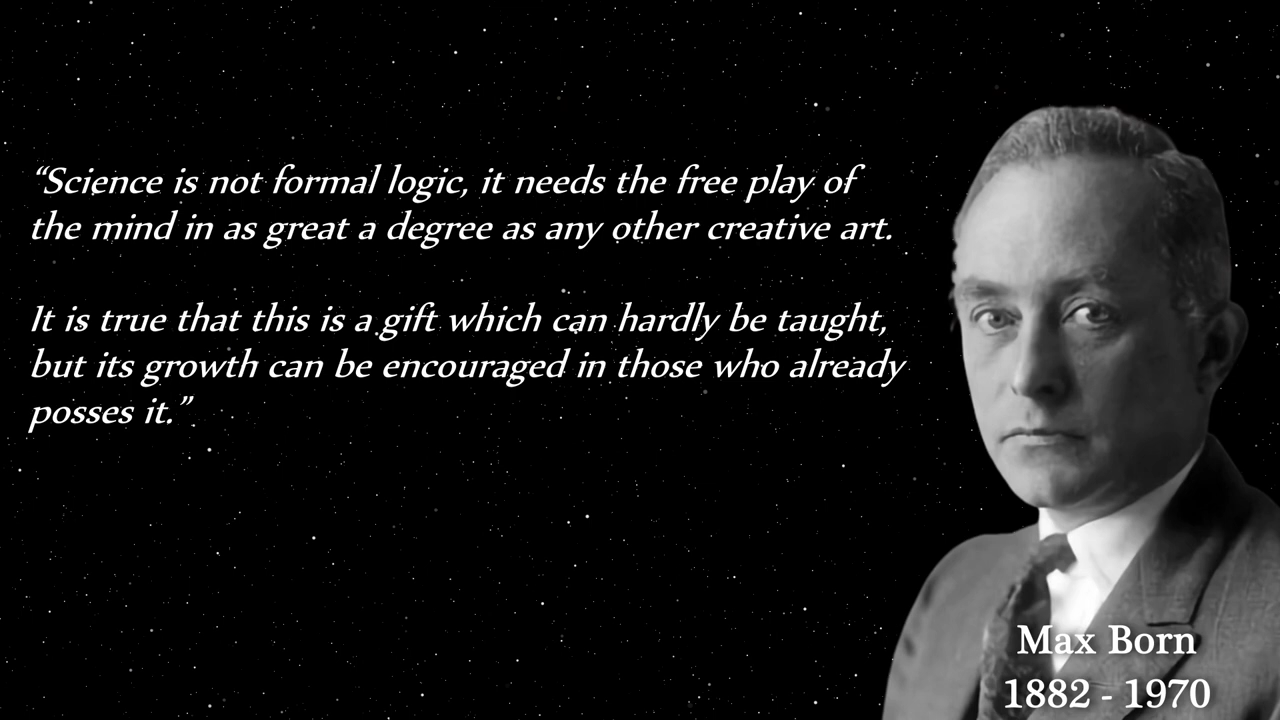 “Science is not formal logic, it needs the free play of
the mind in as great a degree as any other creative art.
It is true that this is a gift which can hardly be taught,
but its growth can be encouraged in those who already
posses it.”
Max Born
1882 - 1970